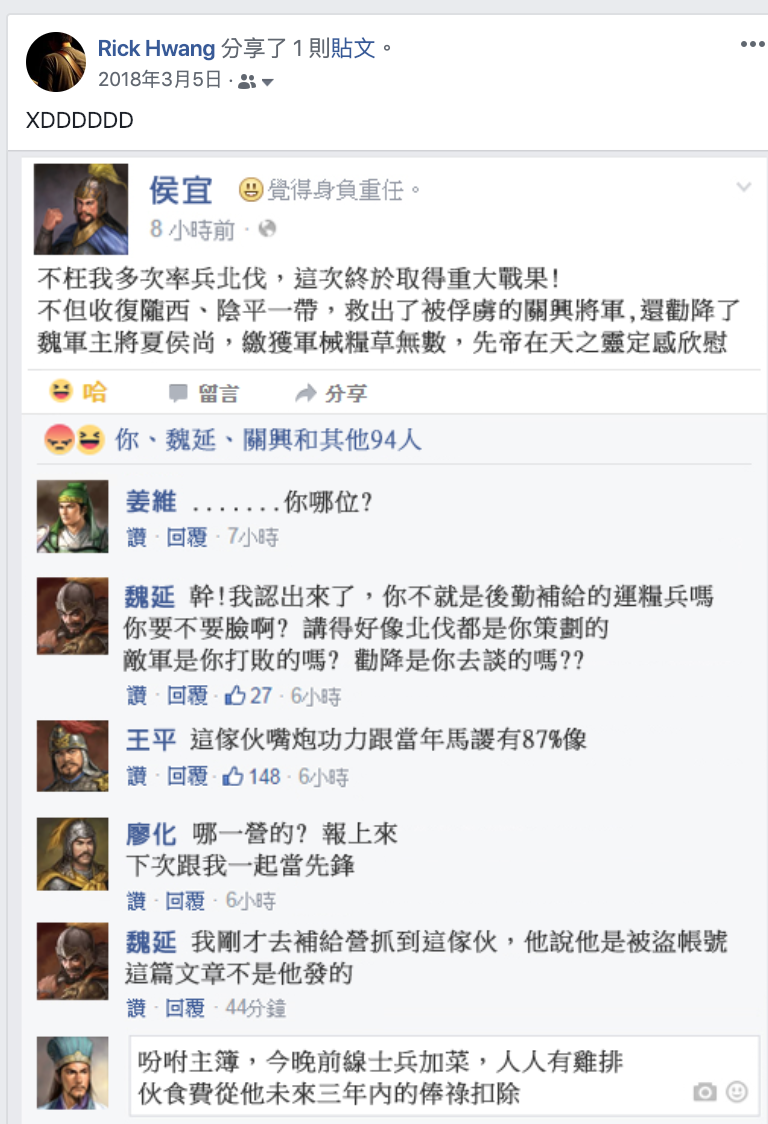 Rick Hwang 分享了 1 則貼文。
2018年3月5日 ·
XDDDDDD
侯宜 覺得身負重任。
8 小時前 ·
不枉我多次率兵北伐，這次終於取得重大戰果!
不但收復隴西、陰平一帶，救出了被俘虜的關興將軍,還勸降了
魏軍主將夏侯尚，繳獲軍械糧草無數，先帝在天之靈定感欣慰
哈 留言 分享
你、魏延、關興和其他94人
姜維 .......你哪位?
讚 · 回覆 · 7小時
魏延 幹!我認出來了，你不就是後勤補給的運糧兵嗎
你要不要臉啊? 講得好像北伐都是你策劃的
敵軍是你打敗的嗎? 勸降是你去談的嗎??
讚 · 回覆 · 27 · 6小時
王平 這傢伙嘴炮功力跟當年馬謖有87%像
讚 · 回覆 · 148 · 6小時
廖化 哪一營的? 報上來
下次跟我一起當先鋒
讚 · 回覆 · 6小時
魏延 我剛才去補給營抓到這傢伙，他說他是被盜帳號
這篇文章不是他發的
讚 · 回覆 · 44分鐘
吩咐主簿，今晚前線士兵加菜，人人有雞排
伙食費從他未來三年內的俸祿扣除